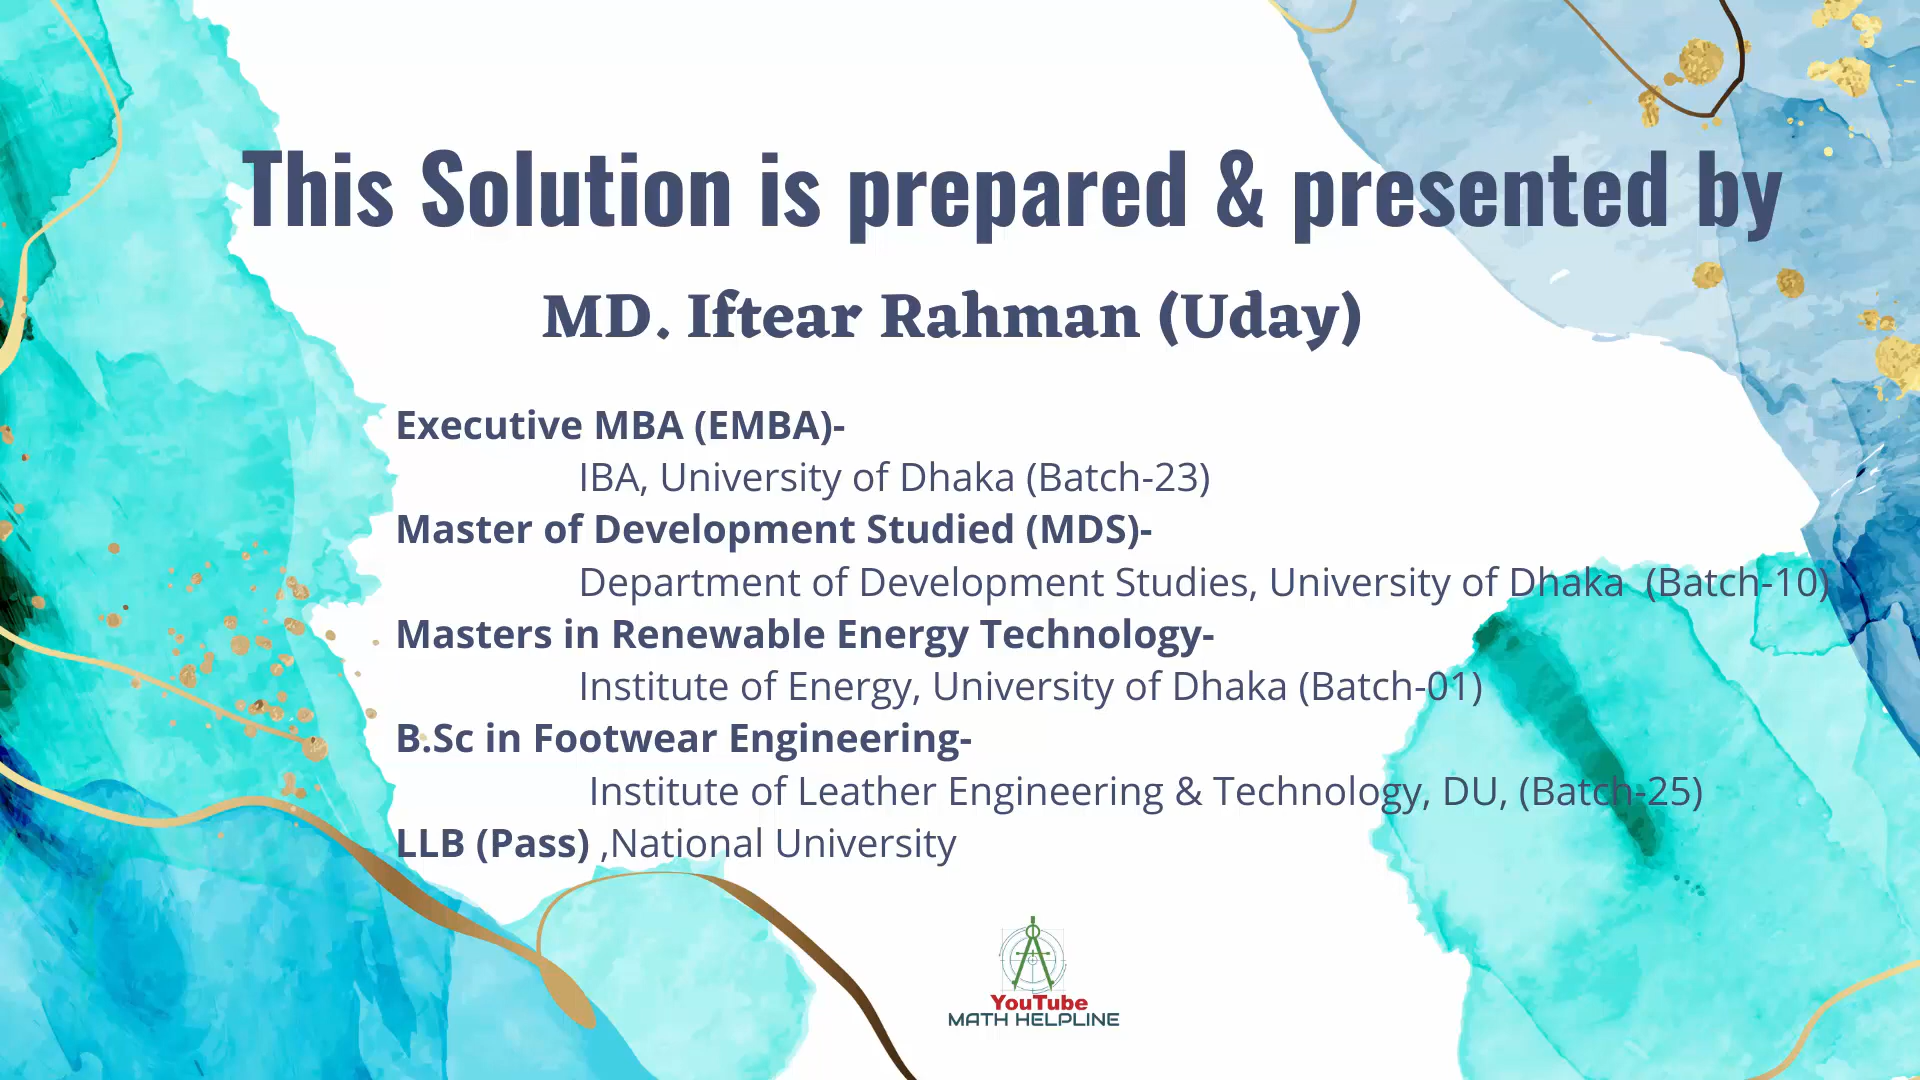 This Solution is prepared & presented by
MD. Iftear Rahman (Uday)
Executive MBA (EMBA)-
IBA, University of Dhaka (Batch-23)
Master of Development Studied (MDS)-
Department of Development Studies, University of Dhaka (Batch-10)
Masters in Renewable Energy Technology-
Institute of Energy, University of Dhaka (Batch-01)
B.Sc in Footwear Engineering-
Institute of Leather Engineering & Technology, DU, (Batch-25)
LLB (Pass) ,National University
YouTube
MATH HELPLINE